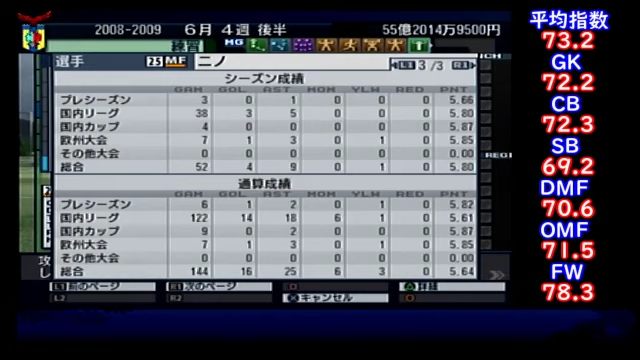 2008-2009 6月 4週 後半 55億2014万9500円
練習 MG
選手 25 MF ニノ L3 3/3 R3
シーズン成績
GAM GOL AST MOM YLW RED PNT
プレシーズン 3 0 1 0 0 0 5.66
国内リーグ 38 3 5 0 0 0 5.80
国内カップ 4 0 0 0 0 0 5.87
欧州大会 7 1 3 0 1 0 5.85
その他大会 0 0 0 0 0 0 0.00
総合 52 4 9 0 1 0 5.80
通算成績
GAM GOL AST MOM YLW RED PNT
プレシーズン 6 1 2 0 1 0 5.82
国内リーグ 122 14 18 6 1 0 5.61
国内カップ 9 0 2 0 0 0 5.87
欧州大会 7 1 3 0 1 0 5.85
その他大会 0 0 0 0 0 0 0.00
総合 144 16 25 6 3 0 5.64
L1 前のページ R1 次のページ 詳細
L2 R2 キャンセル
平均指数
73.2
GK
72.2
CB
72.3
SB
69.2
DMF
70.6
OMF
71.5
FW
78.3